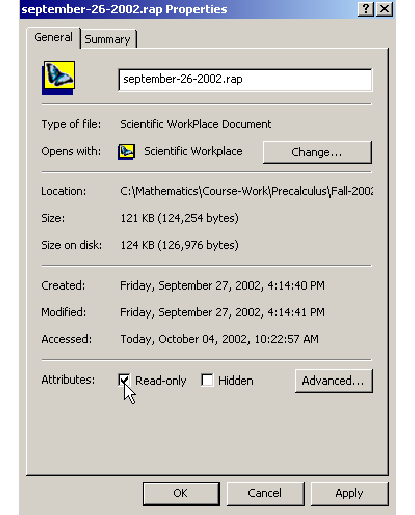 september-26-2002.rap Properties
General Summary
september-26-2002.rap
Type of file: Scientific WorkPlace Document
Opens with: Scientific Workplace Change...
Location: C:\Mathematics\Course-Work\Precalculus\Fall-2002
Size: 121 KB (124,254 bytes)
Size on disk: 124 KB (126,976 bytes)
Created: Friday, September 27, 2002, 4:14:40 PM
Modified: Friday, September 27, 2002, 4:14:41 PM
Accessed: Today, October 04, 2002, 10:22:57 AM
Attributes: Read-only Hidden Advanced...
OK Cancel Apply